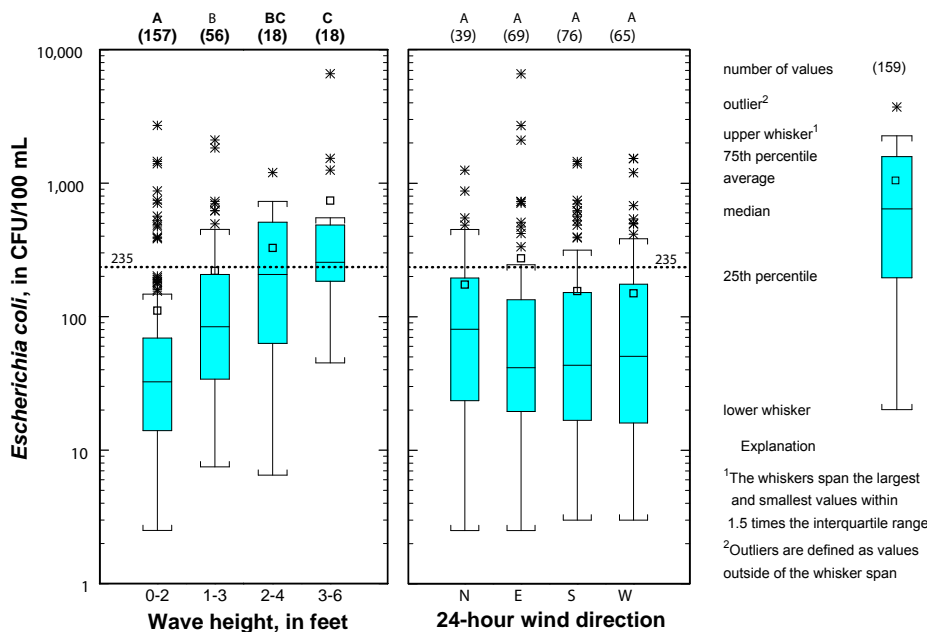 A B BC C
(157) (56) (18) (18)
A A A A
(39) (69) (76) (65)
Escherichia coli, in CFU/100 mL
10,000
1,000
100
10
1
235
235
0-2 1-3 2-4 3-6
Wave height, in feet
N E S W
24-hour wind direction
number of values (159)
outlier2
upper whisker1
75th percentile
average
median
25th percentile
lower whisker
Explanation
1The whiskers span the largest
and smallest values within
1.5 times the interquartile range
2Outliers are defined as values
outside of the whisker span